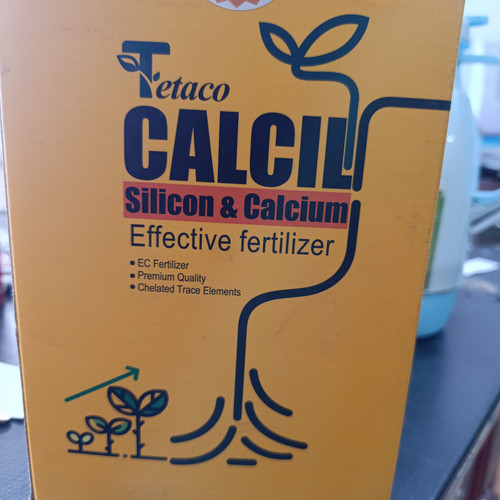 Tetaco
CALCIL
Silicon & Calcium
Effective fertilizer
• EC Fertilizer
• Premium Quality
• Chelated Trace Elements